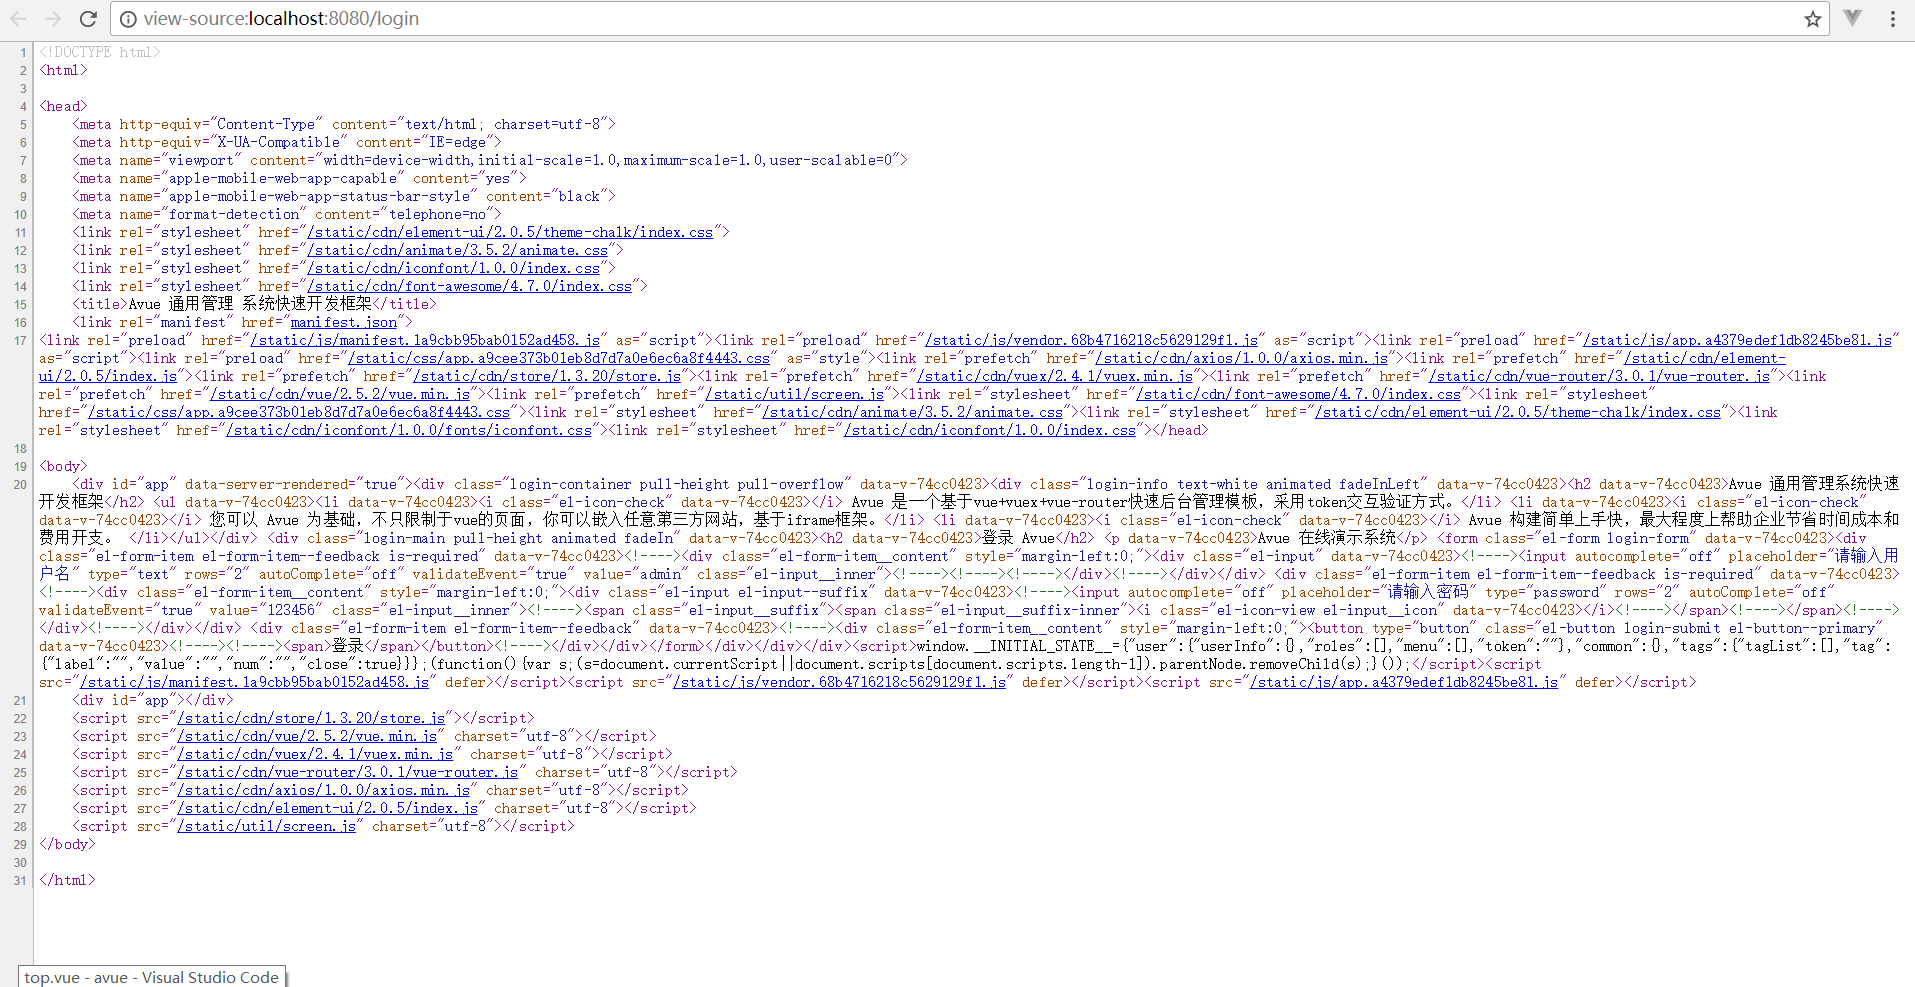 view-source:localhost:8080/login
1 <!DOCTYPE html>
2 <html>
3
4 <head>
5 <meta http-equiv="Content-Type" content="text/html; charset=utf-8">
6 <meta http-equiv="X-UA-Compatible" content="IE=edge">
7 <meta name="viewport" content="width=device-width,initial-scale=1.0,maximum-scale=1.0,user-scalable=0">
8 <meta name="apple-mobile-web-app-capable" content="yes">
9 <meta name="apple-mobile-web-app-status-bar-style" content="black">
10 <meta name="format-detection" content="telephone=no">
11 <link rel="stylesheet" href="/static/cdn/element-ui/2.0.5/theme-chalk/index.css">
12 <link rel="stylesheet" href="/static/cdn/animate/3.5.2/animate.css">
13 <link rel="stylesheet" href="/static/cdn/iconfont/1.0.0/index.css">
14 <link rel="stylesheet" href="/static/cdn/font-awesome/4.7.0/index.css">
15 <title>Avue 通用管理 系统快速开发框架</title>
16 <link rel="manifest" href="manifest.json">
17 <link rel="preload" href="/static/js/manifest.1a9cbb95bab0152ad458.js" as="script"><link rel="preload" href="/static/js/vendor.68b4716218c5629129f1.js" as="script"><link rel="preload" href="/static/js/app.a4379edef1db8245be81.js"
as="script"><link rel="preload" href="/static/css/app.a9cee373b01eb8d7d7a0e6ec6a8f4443.css" as="style"><link rel="prefetch" href="/static/cdn/axios/1.0.0/axios.min.js"><link rel="prefetch" href="/static/cdn/element-
ui/2.0.5/index.js"><link rel="prefetch" href="/static/cdn/store/1.3.20/store.js"><link rel="prefetch" href="/static/cdn/vuex/2.4.1/vuex.min.js"><link rel="prefetch" href="/static/cdn/vue-router/3.0.1/vue-router.js"><link
rel="prefetch" href="/static/cdn/vue/2.5.2/vue.min.js"><link rel="prefetch" href="/static/util/screen.js"><link rel="stylesheet" href="/static/cdn/font-awesome/4.7.0/index.css"><link rel="stylesheet"
href="/static/css/app.a9cee373b01eb8d7d7a0e6ec6a8f4443.css"><link rel="stylesheet" href="/static/cdn/animate/3.5.2/animate.css"><link rel="stylesheet" href="/static/cdn/element-ui/2.0.5/theme-chalk/index.css"><link
rel="stylesheet" href="/static/cdn/iconfont/1.0.0/fonts/iconfont.css"><link rel="stylesheet" href="/static/cdn/iconfont/1.0.0/index.css"></head>
18
19 <body>
20 <div id="app" data-server-rendered="true"><div class="login-container pull-height pull-overflow" data-v-74cc0423><div class="login-info text-white animated fadeInLeft" data-v-74cc0423><h2 data-v-74cc0423>Avue 通用管理系统快速
开发框架</h2> <ul data-v-74cc0423><li data-v-74cc0423><i class="el-icon-check" data-v-74cc0423></i> Avue 是一个基于vue+vuex+vue-router快速后台管理模板，采用token交互验证方式。</li> <li data-v-74cc0423><i class="el-icon-check"
data-v-74cc0423></i> 您可以 Avue 为基础，不只限制于vue的页面，你可以嵌入任意第三方网站，基于iframe框架。</li> <li data-v-74cc0423><i class="el-icon-check" data-v-74cc0423></i> Avue 构建简单上手快，最大程度上帮助企业节省时间成本和
费用开支。 </li></ul></div> <div class="login-main pull-height animated fadeIn" data-v-74cc0423><h2 data-v-74cc0423>登录 Avue</h2> <p data-v-74cc0423>Avue 在线演示系统</p> <form class="el-form login-form" data-v-74cc0423><div
class="el-form-item el-form-item--feedback is-required" data-v-74cc0423><!----><div class="el-form-item__content" style="margin-left:0;"><div class="el-input" data-v-74cc0423><!----><input autocomplete="off" placeholder="请输入用
户名" type="text" rows="2" autoComplete="off" validateEvent="true" value="admin" class="el-input__inner"><!----><!----><!----></div><!----></div></div> <div class="el-form-item el-form-item--feedback is-required" data-v-74cc0423>
<!----><div class="el-form-item__content" style="margin-left:0;"><div class="el-input el-input--suffix" data-v-74cc0423><!----><input autocomplete="off" placeholder="请输入密码" type="password" rows="2" autoComplete="off"
validateEvent="true" value="123456" class="el-input__inner"><!----><span class="el-input__suffix"><span class="el-input__suffix-inner"><i class="el-icon-view el-input__icon" data-v-74cc0423></i><!----></span><!----></span><!---->
</div><!----></div></div> <div class="el-form-item el-form-item--feedback" data-v-74cc0423><!----><div class="el-form-item__content" style="margin-left:0;"><button type="button" class="el-button login-submit el-button--primary"
data-v-74cc0423><!----><!----><span>登录</span></button><!----></div></div></form></div></div></div><script>window.__INITIAL_STATE__={"user":{"userInfo":{},"roles":[],"menu":[],"token":""},"common":{},"tags":{"tagList":[],"tag":
{"label":"","value":"","num":"","close":true}}};(function(){var s;(s=document.currentScript||document.scripts[document.scripts.length-1]).parentNode.removeChild(s);}());</script><script
src="/static/js/manifest.1a9cbb95bab0152ad458.js" defer></script><script src="/static/js/vendor.68b4716218c5629129f1.js" defer></script><script src="/static/js/app.a4379edef1db8245be81.js" defer></script>
21 <div id="app"></div>
22 <script src="/static/cdn/store/1.3.20/store.js"></script>
23 <script src="/static/cdn/vue/2.5.2/vue.min.js" charset="utf-8"></script>
24 <script src="/static/cdn/vuex/2.4.1/vuex.min.js" charset="utf-8"></script>
25 <script src="/static/cdn/vue-router/3.0.1/vue-router.js" charset="utf-8"></script>
26 <script src="/static/cdn/axios/1.0.0/axios.min.js" charset="utf-8"></script>
27 <script src="/static/cdn/element-ui/2.0.5/index.js" charset="utf-8"></script>
28 <script src="/static/util/screen.js" charset="utf-8"></script>
29 </body>
30
31 </html>
top.vue - avue - Visual Studio Code